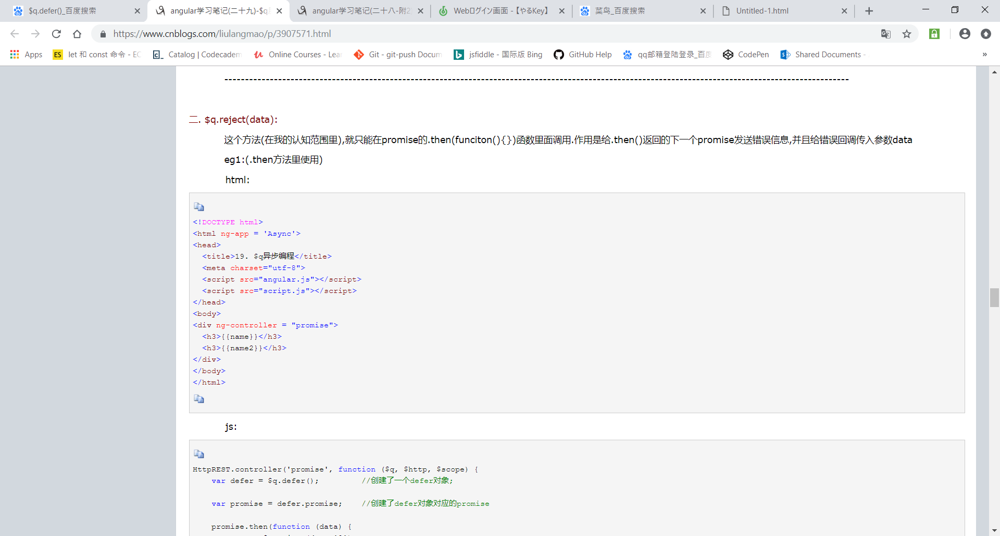 $q.defer()_百度搜索
angular学习笔记(二十九)-$q
angular学习笔记(二十八-附2
Webログイン画面 -【やるKey】
菜鸟_百度搜索
Untitled-1.html
https://www.cnblogs.com/liulangmao/p/3907571.html
Apps
ES let 和 const 命令 - EC
Catalog | Codecadem
Online Courses - Lear
Git - git-push Docum
jsfiddle - 国际版 Bing
GitHub Help
qq邮箱登陆登录_百度
CodePen
Shared Documents -
»
------------------------------------------------------------------------------------------------------------------------------------------------------
二. $q.reject(data):
这个方法(在我的认知范围里),就只能在promise的.then(funciton(){})函数里面调用.作用是给.then()返回的下一个promise发送错误信息,并且给错误回调传入参数data
eg1:(.then方法里使用)
html:
<!DOCTYPE html>
<html ng-app = 'Async'>
<head>
  <title>19. $q异步编程</title>
  <meta charset="utf-8">
  <script src="angular.js"></script>
  <script src="script.js"></script>
</head>
<body>
<div ng-controller = "promise">
  <h3>{{name}}</h3>
  <h3>{{name2}}</h3>
</div>
</body>
</html>
js:
HttpREST.controller('promise', function ($q, $http, $scope) {
    var defer = $q.defer();         //创建了一个defer对象;
    var promise = defer.promise;    //创建了defer对象对应的promise
    promise.then(function (data) {